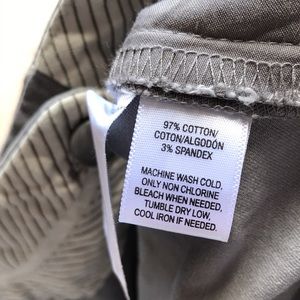 97% COTTON/
COTON/ALGODÓN
3% SPANDEX
MACHINE WASH COLD,
ONLY NON CHLORINE
BLEACH WHEN NEEDED,
TUMBLE DRY LOW,
COOL IRON IF NEEDED.